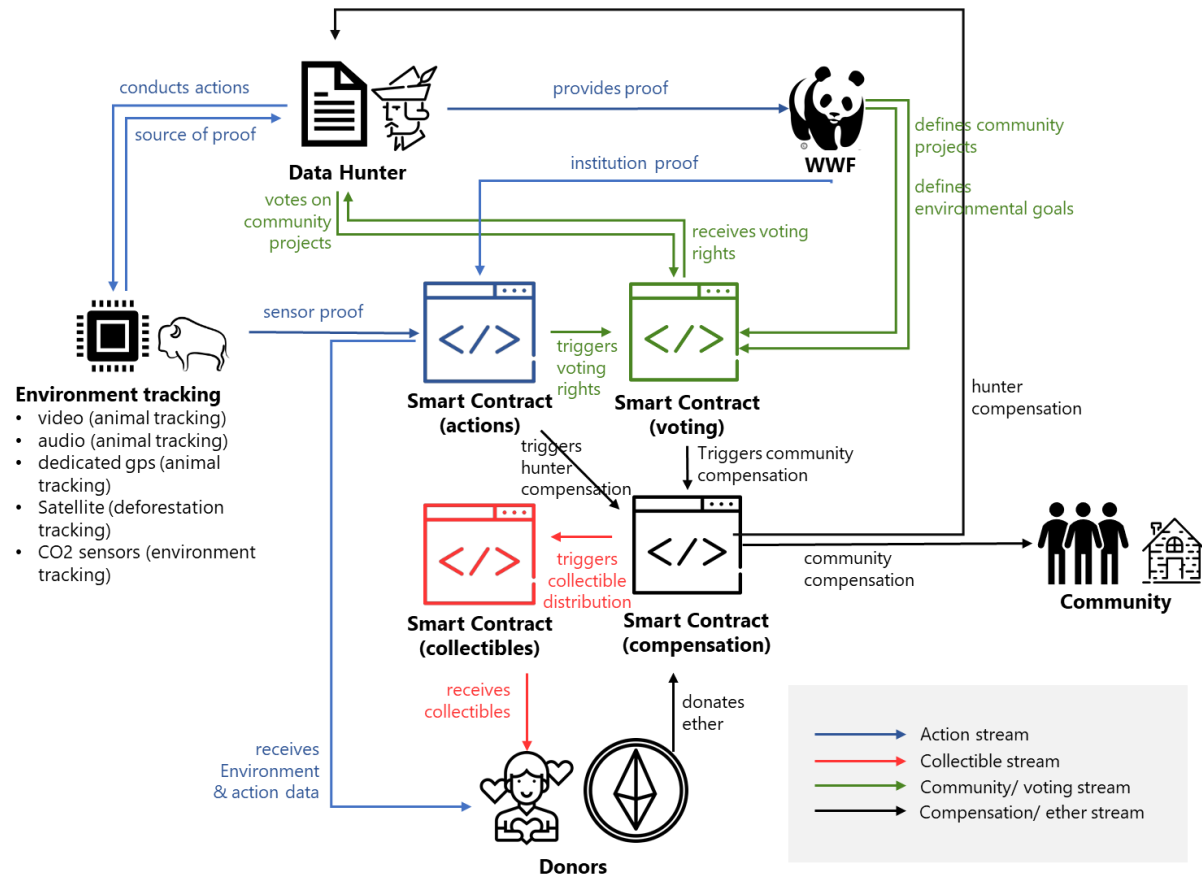 conducts actions
source of proof
provides proof
Data Hunter
WWF
defines community
projects
defines
environmental goals
institution proof
votes on
community
projects
receives voting
rights
sensor proof
</>
</>
triggers
voting
rights
Environment tracking
• video (animal tracking)
• audio (animal tracking)
• dedicated gps (animal
tracking)
• Satellite (deforestation
tracking)
• CO2 sensors (environment
tracking)
Smart Contract
(actions)
Smart Contract
(voting)
hunter
compensation
triggers
hunter
compensation
Triggers community
compensation
</>
</>
triggers
collectible
distribution
community
compensation
Community
Smart Contract
(collectibles)
Smart Contract
(compensation)
receives
collectibles
donates
ether
receives
Environment
& action data
Donors
Action stream
Collectible stream
Community/ voting stream
Compensation/ ether stream